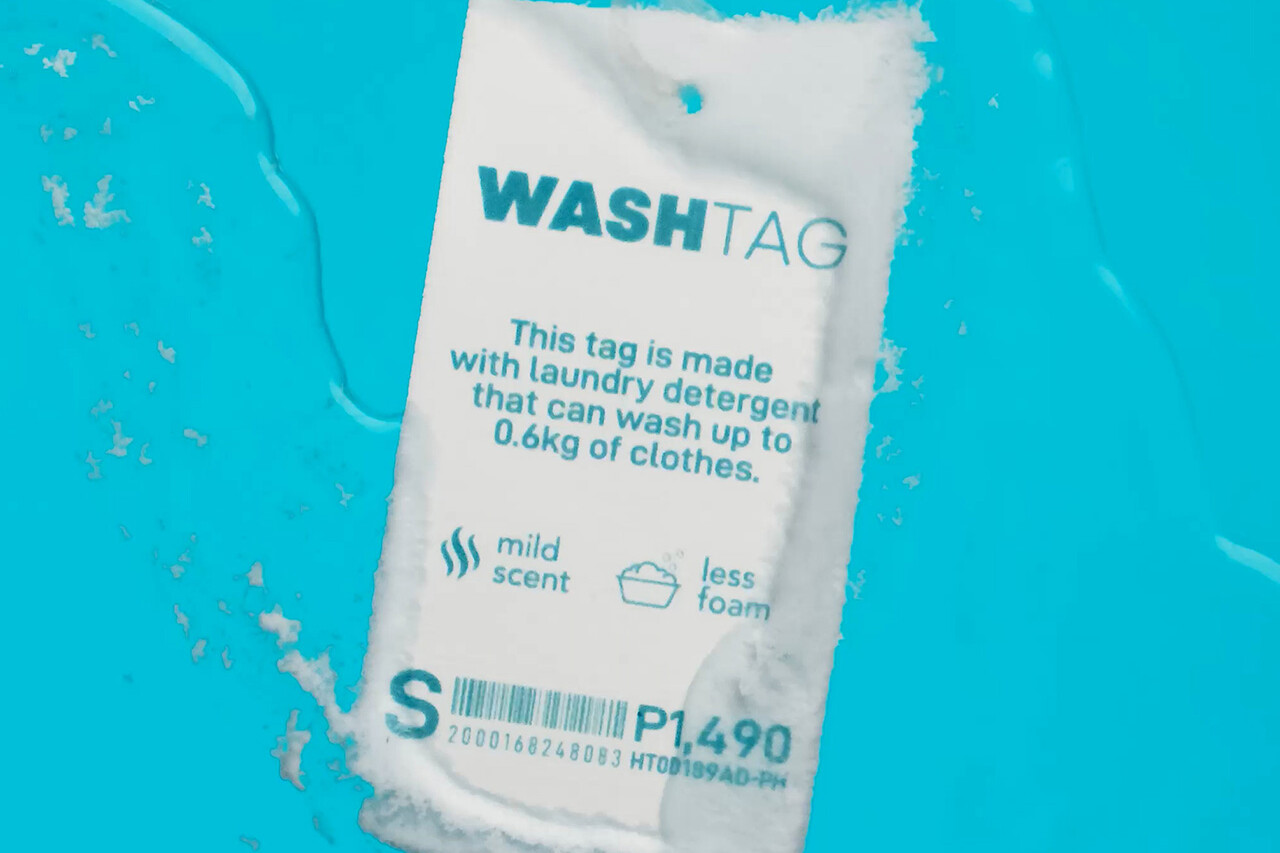 WASHTAG
This tag is made
with laundry detergent
that can wash up to
0.6kg of clothes.
mild
scent
less
foam
S
P1,490
2000168248083 HT00189AD-PH